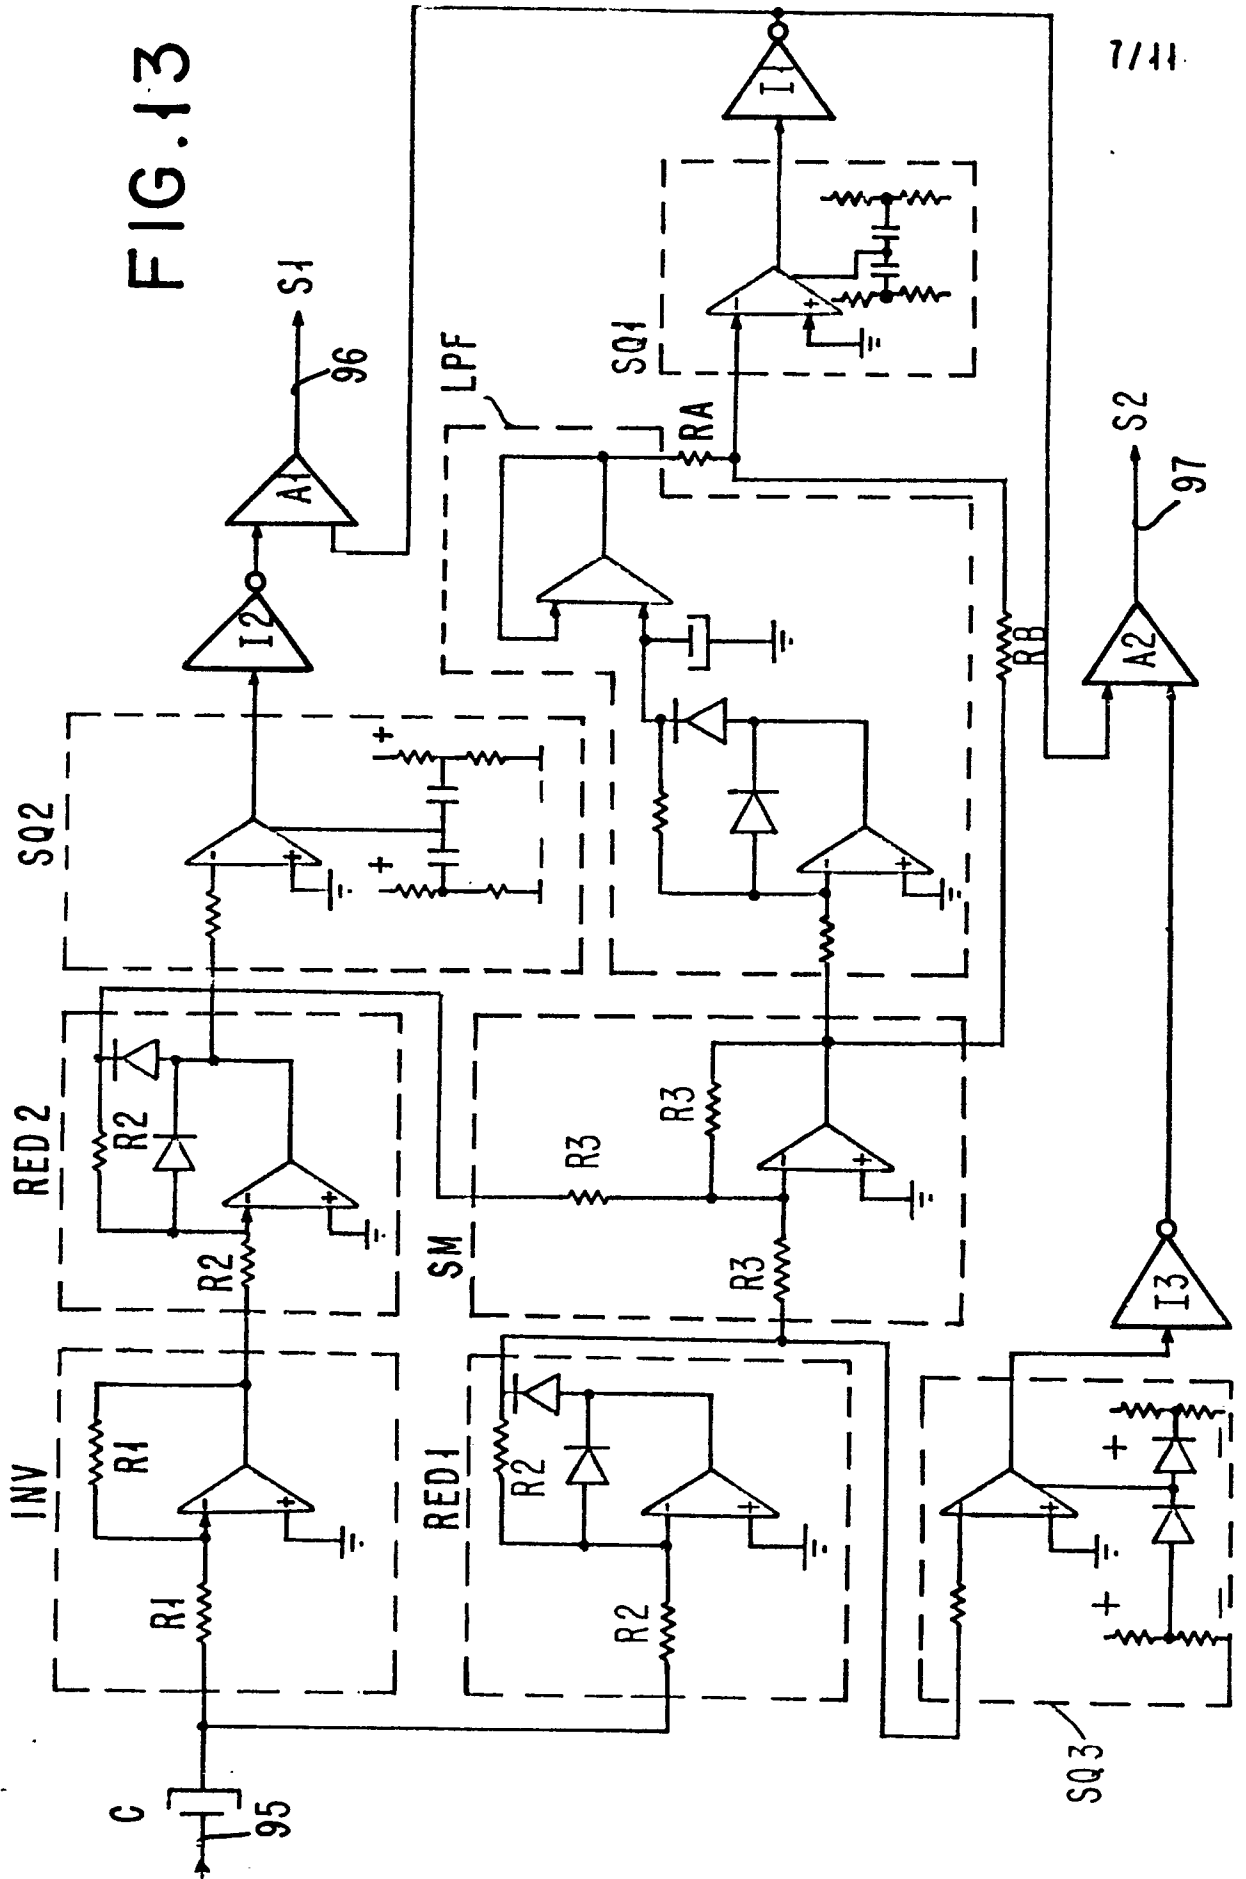 FIG.13
7/11
C
95
INV
R1
R1
RED2
R2
R2
SQ2
+
+
-
+
I2
A1
96
S1
RED1
R2
R2
SM
R3
R3
R3
LPF
RA
RB
SQ1
I1
SQ3
+
+
I3
A2
97
S2